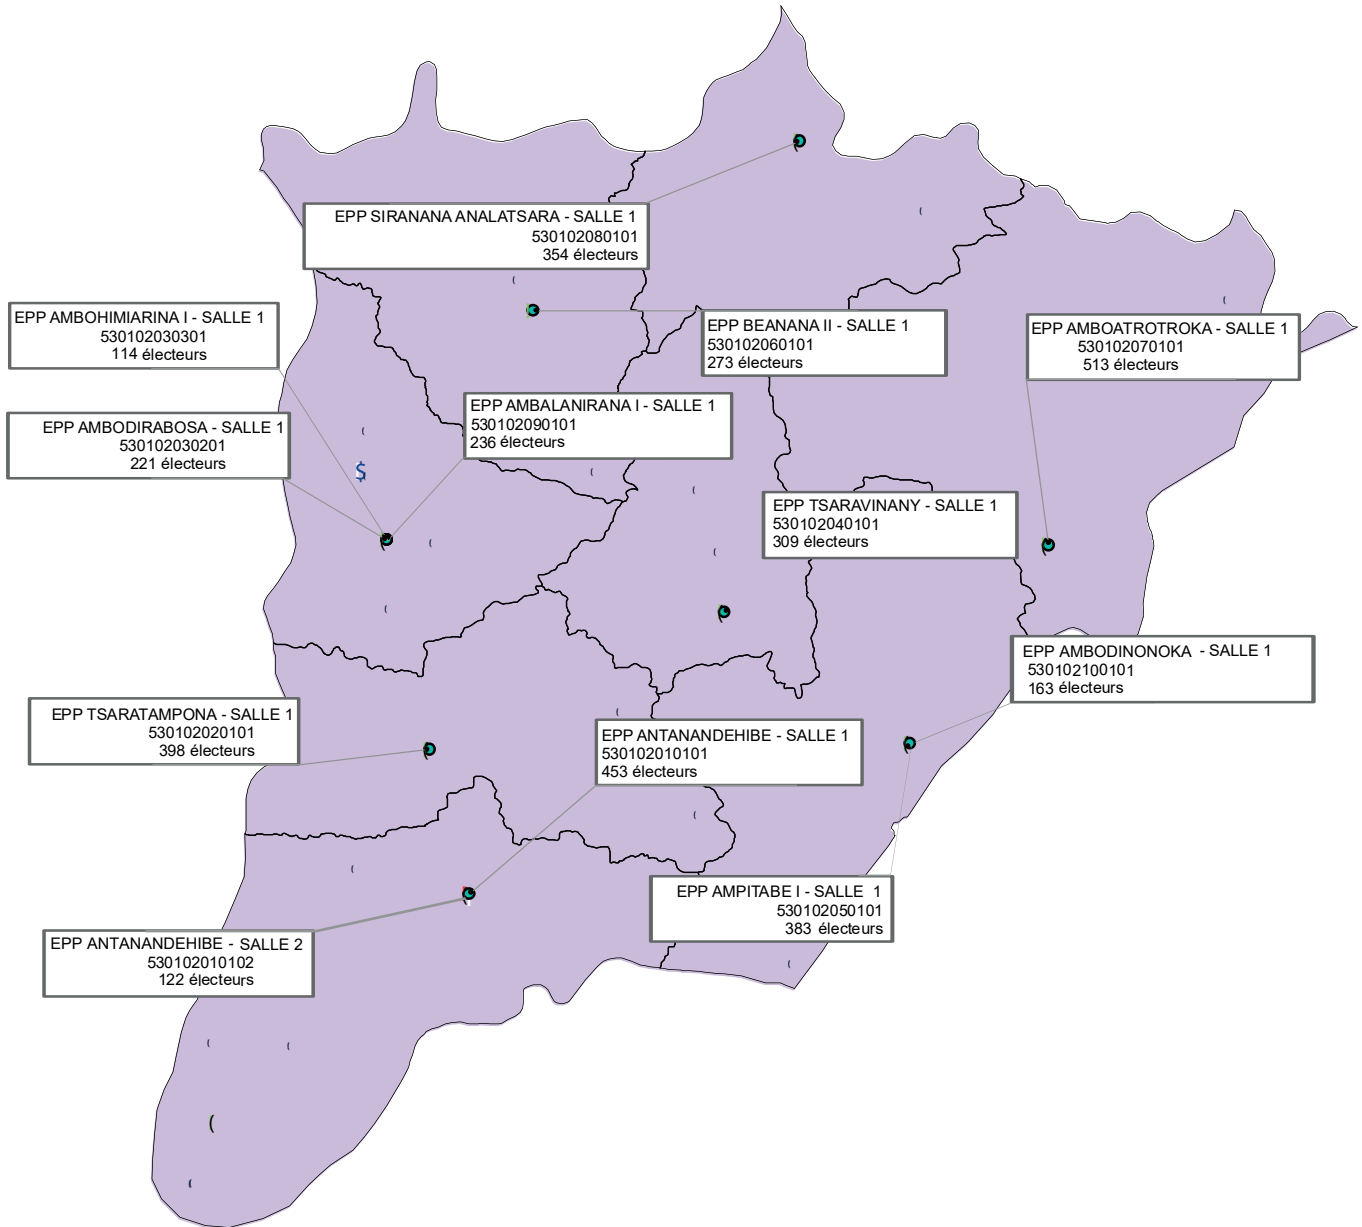 EPP SIRANANA ANALATSARA - SALLE 1
530102080101
354 électeurs
EPP AMBOHIMIARINA I - SALLE 1
530102030301
114 électeurs
EPP BEANANA II - SALLE 1
530102060101
273 électeurs
EPP AMBOATROTROKA - SALLE 1
530102070101
513 électeurs
EPP AMBALANIRANA I - SALLE 1
530102090101
236 électeurs
EPP AMBODIRABOSA - SALLE 1
530102030201
221 électeurs
$
EPP TSARAVINANY - SALLE 1
530102040101
309 électeurs
EPP AMBODINONOKA - SALLE 1
530102100101
163 électeurs
EPP TSARATAMPONA - SALLE 1
530102020101
398 électeurs
EPP ANTANANDEHIBE - SALLE 1
530102010101
453 électeurs
EPP AMPITABE I - SALLE 1
530102050101
383 électeurs
EPP ANTANANDEHIBE - SALLE 2
530102010102
122 électeurs